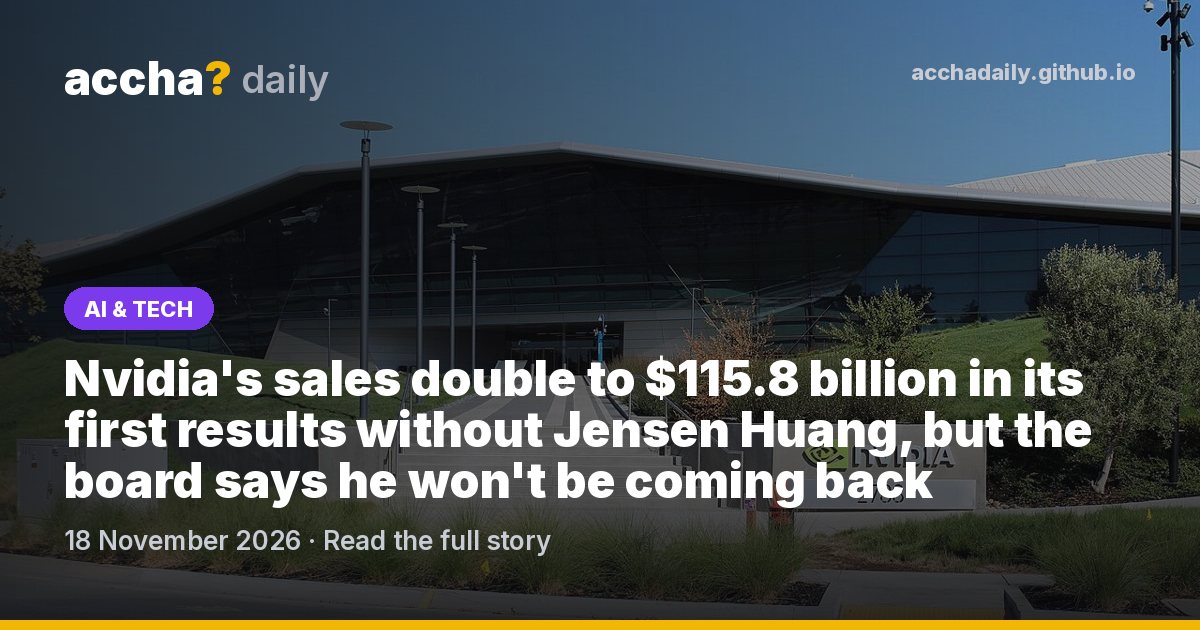 accha? daily
acchadaily.github.io
AI & TECH
Nvidia's sales double to $115.8 billion in its
first results without Jensen Huang, but the
board says he won't be coming back
18 November 2026 · Read the full story
NVIDIA